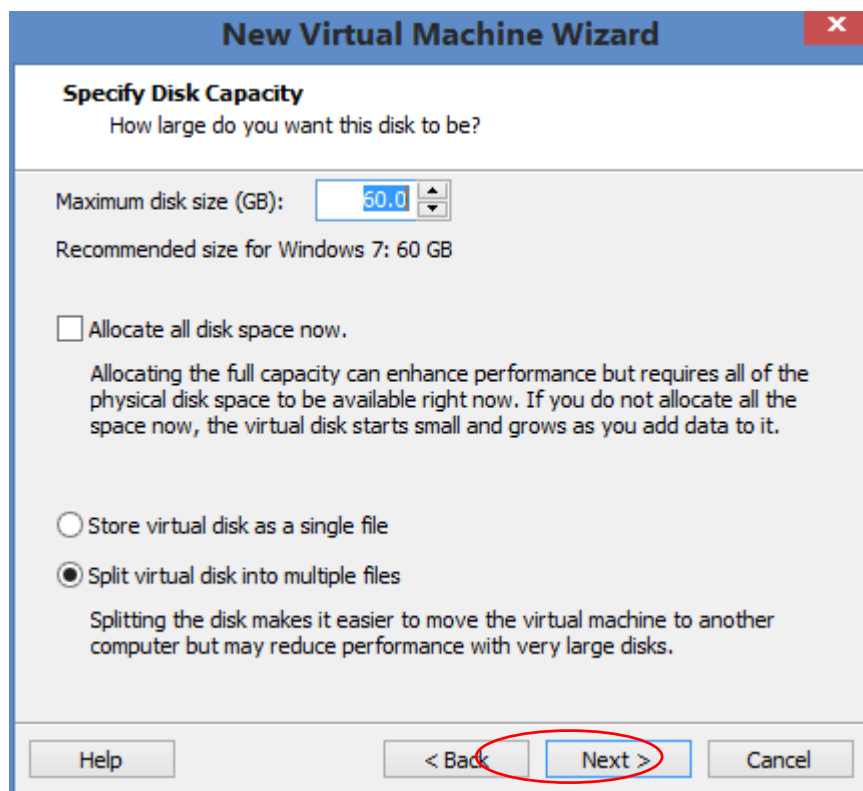 New Virtual Machine Wizard
x
Specify Disk Capacity
How large do you want this disk to be?
Maximum disk size (GB): 60.0
Recommended size for Windows 7: 60 GB
Allocate all disk space now.
Allocating the full capacity can enhance performance but requires all of the
physical disk space to be available right now. If you do not allocate all the
space now, the virtual disk starts small and grows as you add data to it.
Store virtual disk as a single file
Split virtual disk into multiple files
Splitting the disk makes it easier to move the virtual machine to another
computer but may reduce performance with very large disks.
Help < Back Next > Cancel